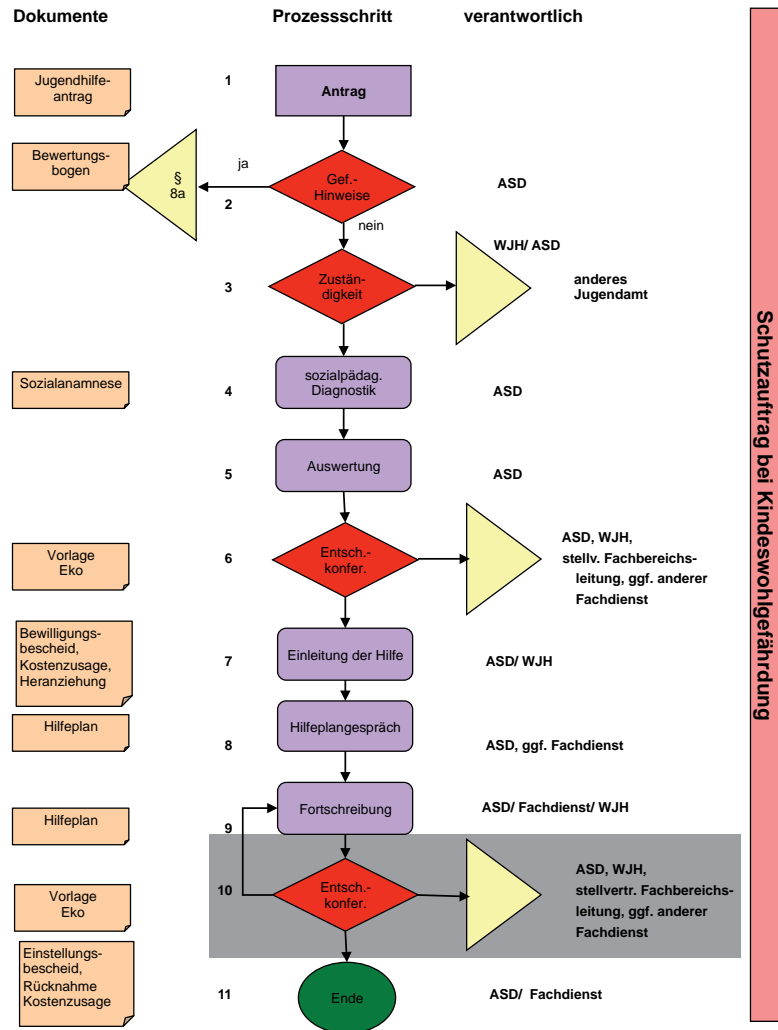 Dokumente
Prozessschritt
verantwortlich
Jugendhilfe-
antrag
1
Antrag
Bewertungs-
bogen
§
8a
ja
2
Gef.-
Hinweise
ASD
nein
WJH/ ASD
3
Zustän-
digkeit
anderes
Jugendamt
Sozialanamnese
4
sozialpädag.
Diagnostik
ASD
5
Auswertung
ASD
Vorlage
Eko
6
Entsch.-
konfer.
ASD, WJH,
stellv. Fachbereichs-
leitung, ggf. anderer
Fachdienst
Bewilligungs-
bescheid,
Kostenzusage,
Heranziehung
7
Einleitung der Hilfe
ASD/ WJH
Hilfeplan
8
Hilfeplangespräch
ASD, ggf. Fachdienst
Hilfeplan
9
Fortschreibung
ASD/ Fachdienst/ WJH
Vorlage
Eko
10
Entsch.-
konfer.
ASD, WJH,
stellvertr. Fachbereichs-
leitung, ggf. anderer
Fachdienst
Einstellungs-
bescheid,
Rücknahme
Kostenzusage
11
Ende
ASD/ Fachdienst
Schutzauftrag bei Kindeswohlgefährdung